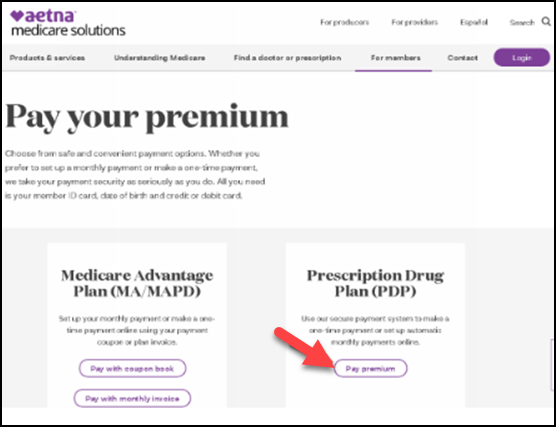 aetna™
medicare solutions
For producers For providers Español Search
Products & services Understanding Medicare Find a doctor or prescription For members Contact Login
Pay your premium
Choose from safe and convenient payment options. Whether you
prefer to set up a monthly payment or make a one-time payment,
we take your payment security as seriously as you do. All you need
is your member ID card, date of birth and credit or debit card.
Medicare Advantage
Plan (MA/MAPD)
Set up your monthly payment or make a one-
time payment online using your payment
coupon or plan invoice.
Pay with coupon book
Pay with monthly invoice
Prescription Drug
Plan (PDP)
Use our secure payment system to make a
one-time payment or set up automatic
monthly payments online.
Pay premium